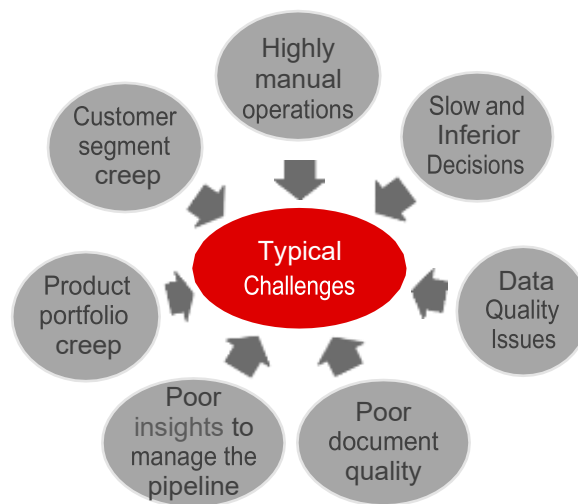 Highly
manual
operations
Slow and
Inferior
Decisions
Data
Quality
Issues
Poor
document
quality
Poor
insights to
manage the
pipeline
Product
portfolio
creep
Customer
segment
creep
Typical
Challenges